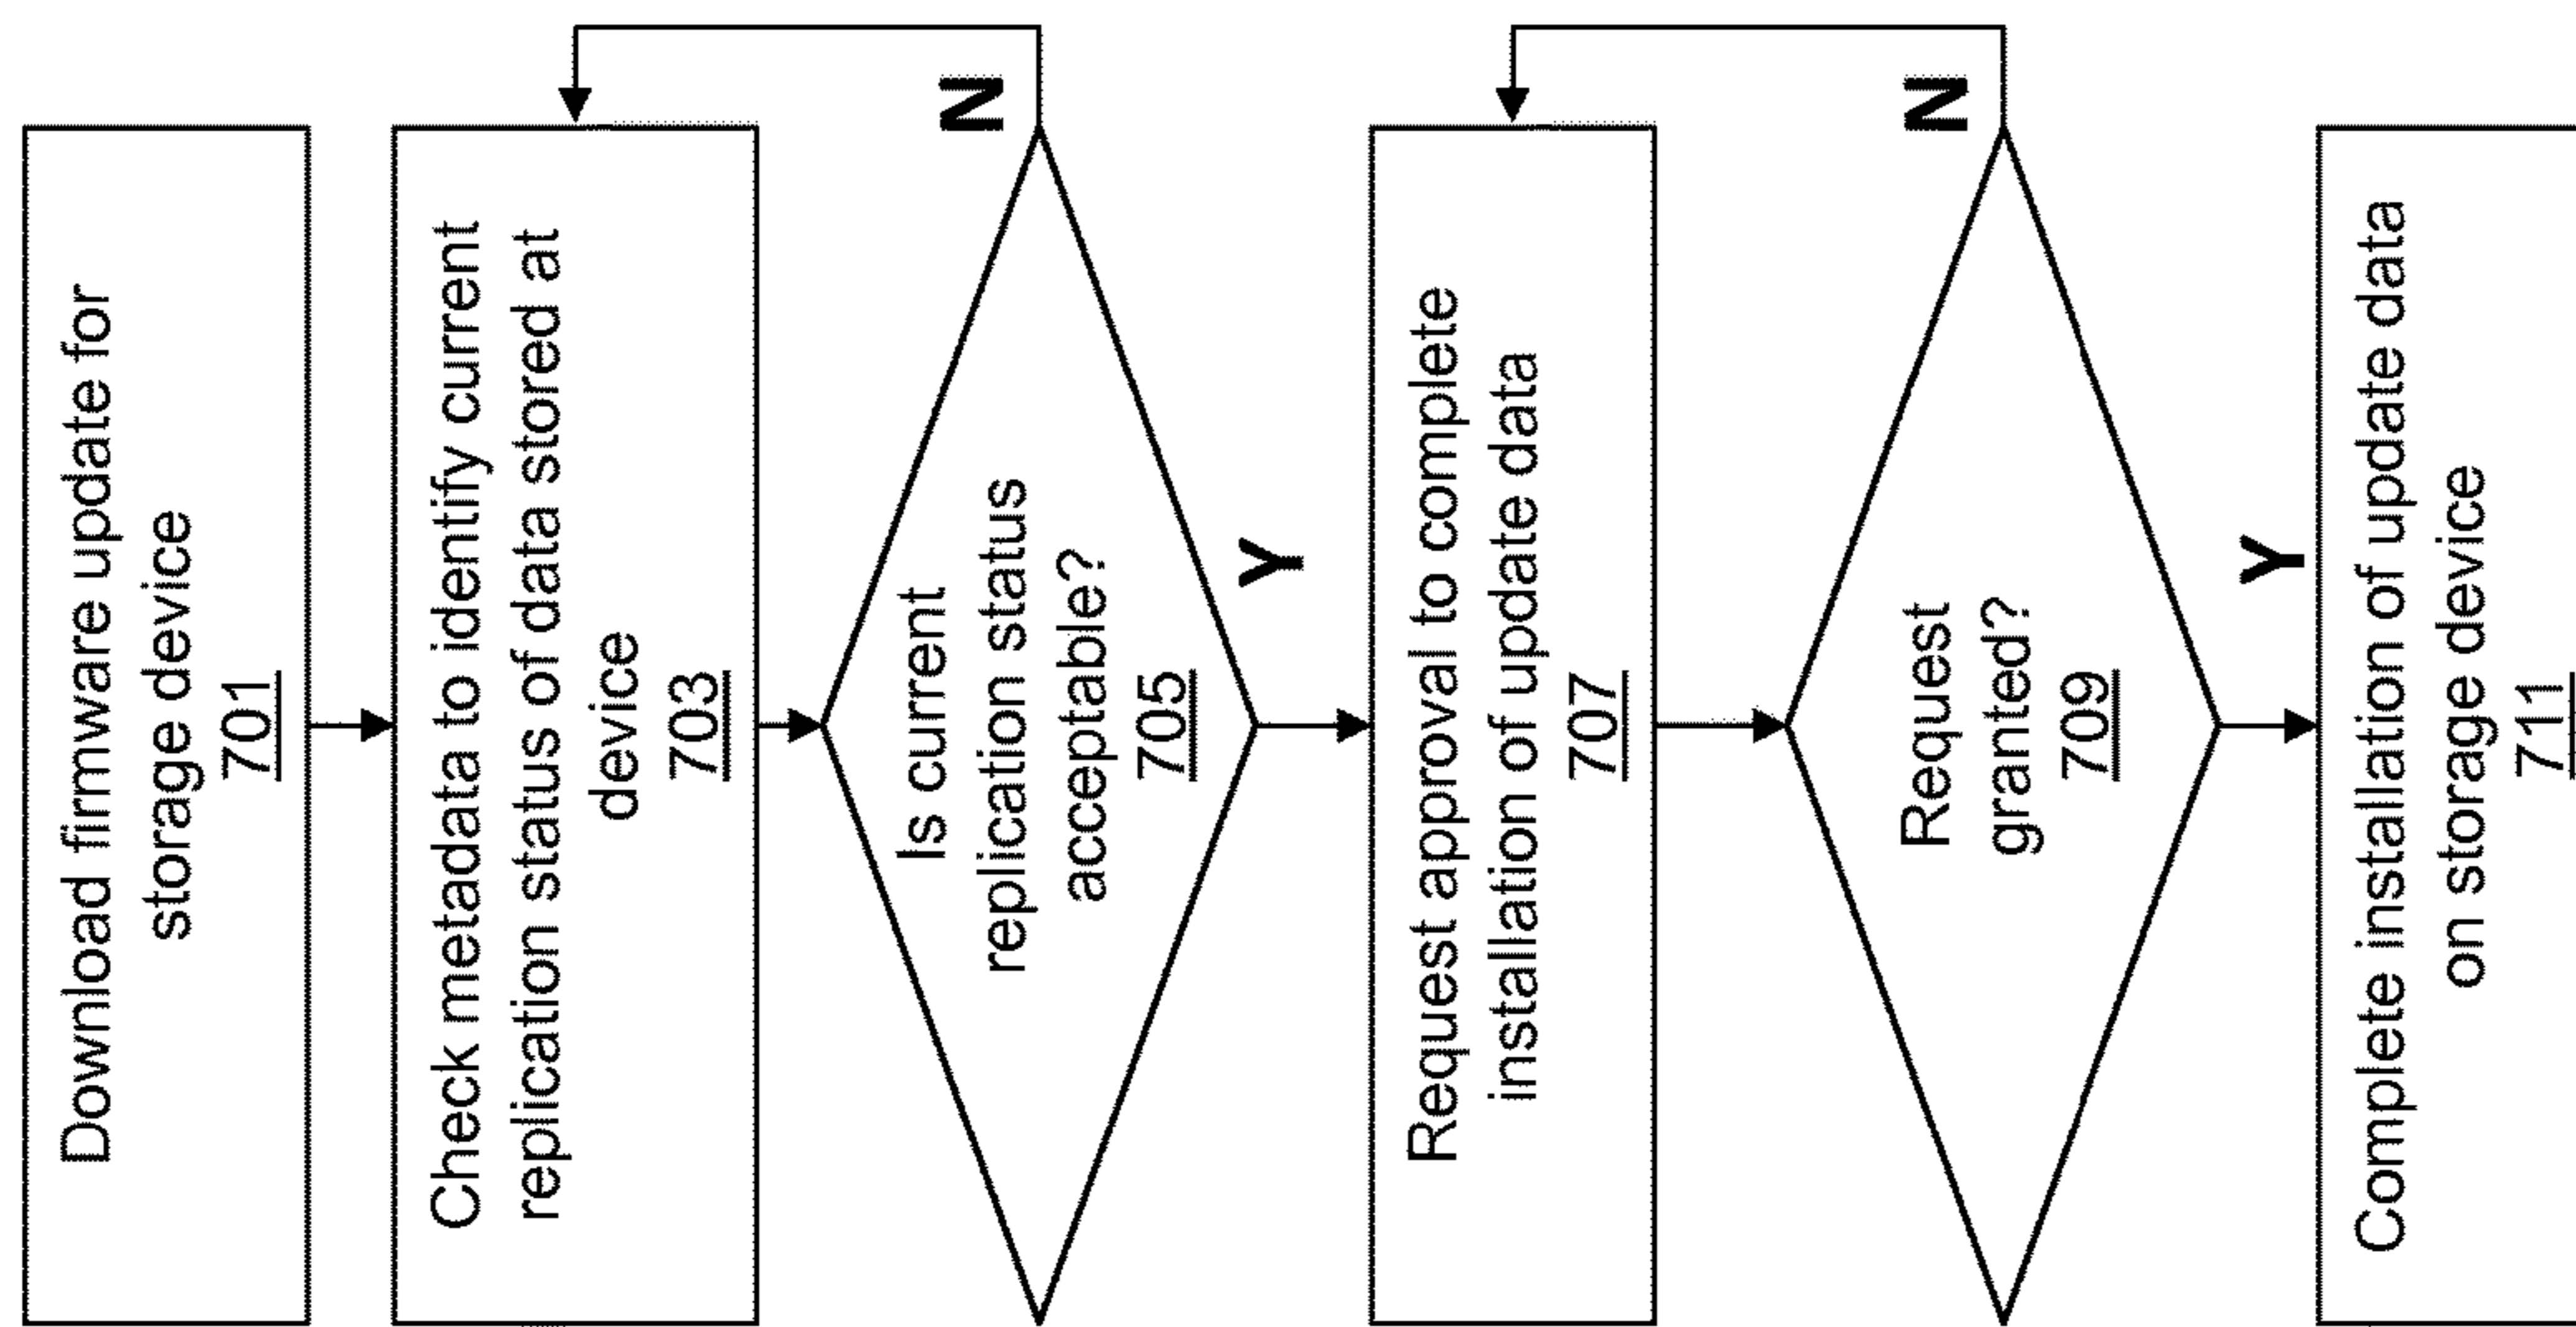 Download firmware update for
storage device
701
Check metadata to identify current
replication status of data stored at
device
703
Is current
replication status
acceptable?
705
N
Y
Request approval to complete
installation of update data
707
Request
granted?
709
N
Y
Complete installation of update data
on storage device
711